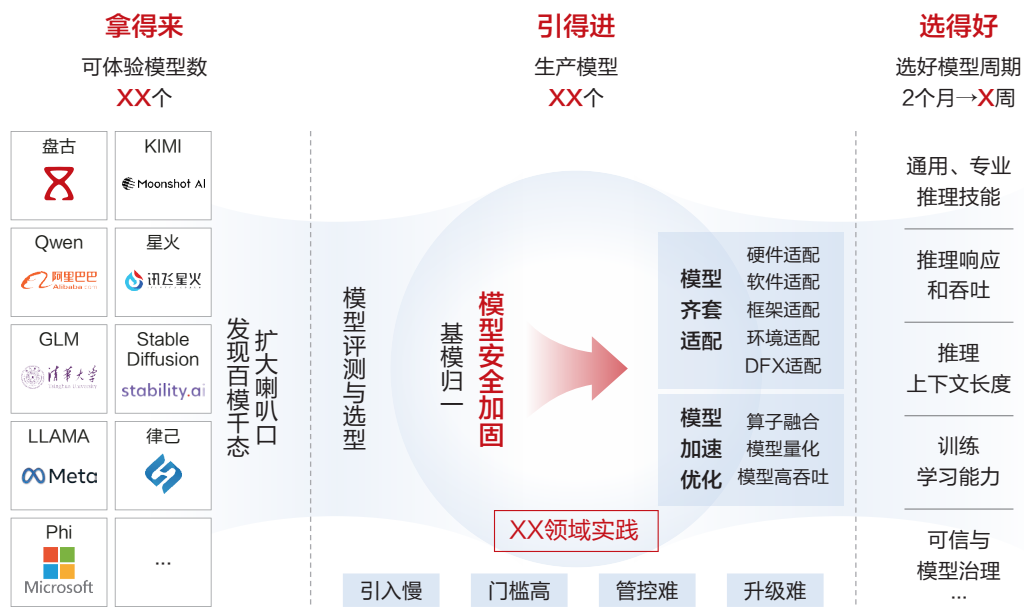 拿得来
可体验模型数
XX个
盘古
KIMI
Moonshot AI
Qwen
阿里巴巴
Alibaba.com
星火
讯飞星火
GLM
清华大学
Tsinghua University
Stable
Diffusion
stability.ai
LLAMA
Meta
律己
Phi
Microsoft
...
扩大喇叭口
发现百模千态
引得进
生产模型
XX个
模型评测与选型
基模归一
模型安全加固
模型
齐套
适配
硬件适配
软件适配
框架适配
环境适配
DFX适配
模型
加速
优化
算子融合
模型量化
模型高吞吐
XX领域实践
引入慢
门槛高
管控难
升级难
选得好
选好模型周期
2个月→X周
通用、专业
推理技能
推理响应
和吞吐
推理
上下文长度
训练
学习能力
可信与
模型治理
...